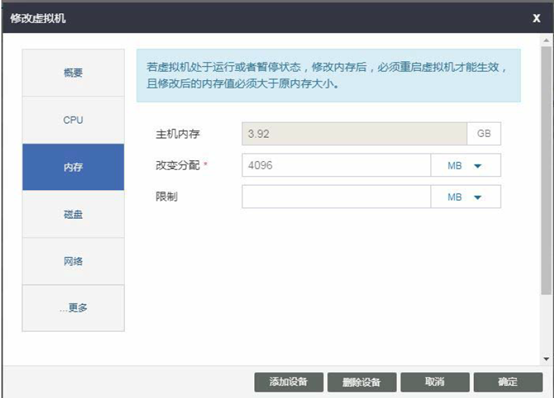 修改虚拟机 x
概要
CPU
内存
磁盘
网络
...更多
若虚拟机处于运行或者暂停状态，修改内存后，必须重启虚拟机才能生效，
且修改后的内存值必须大于原内存大小。
主机内存 3.92 GB
改变分配 * 4096 MB
限制 MB
添加设备 删除设备 取消 确定